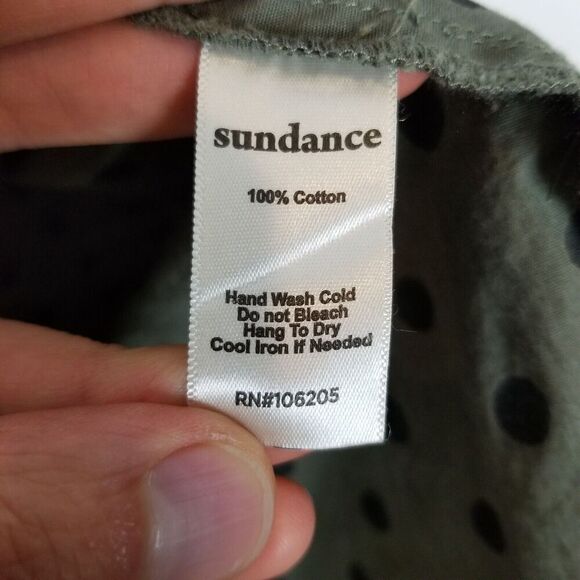 sundance
100% Cotton
Hand Wash Cold
Do not Bleach
Hang To Dry
Cool Iron If Needed
RN#106205